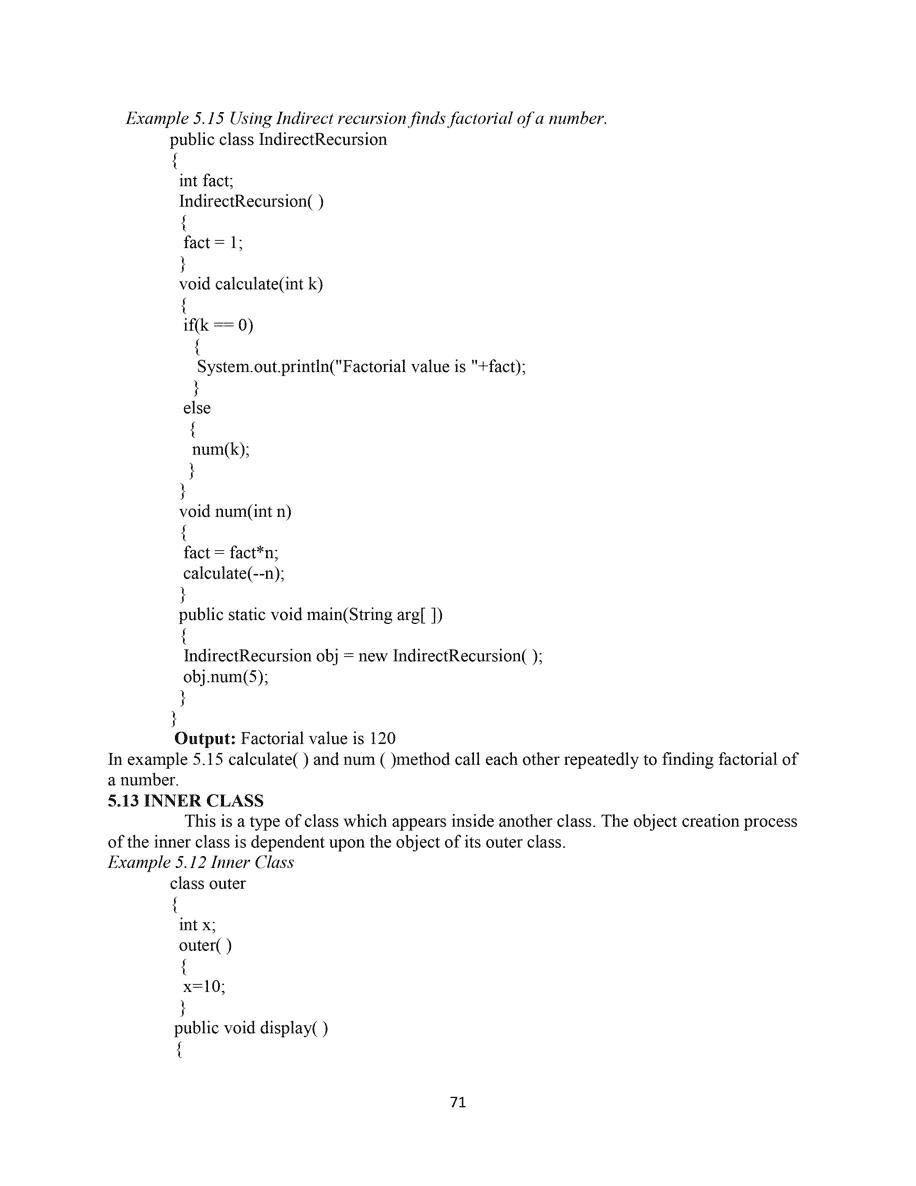 Example 5.15 Using Indirect recursion finds factorial of a number.
public class IndirectRecursion
{
int fact;
IndirectRecursion( )
{
fact = 1;
}
void calculate(int k)
{
if(k == 0)
{
System.out.println("Factorial value is "+fact);
}
else
{
num(k);
}
}
void num(int n)
{
fact = fact*n;
calculate(--n);
}
public static void main(String arg[ ])
{
IndirectRecursion obj = new IndirectRecursion( );
obj.num(5);
}
}
Output: Factorial value is 120
In example 5.15 calculate( ) and num ( )method call each other repeatedly to finding factorial of
a number.
5.13 INNER CLASS
This is a type of class which appears inside another class. The object creation process
of the inner class is dependent upon the object of its outer class.
Example 5.12 Inner Class
class outer
{
int x;
outer( )
{
x=10;
}
public void display( )
{
71